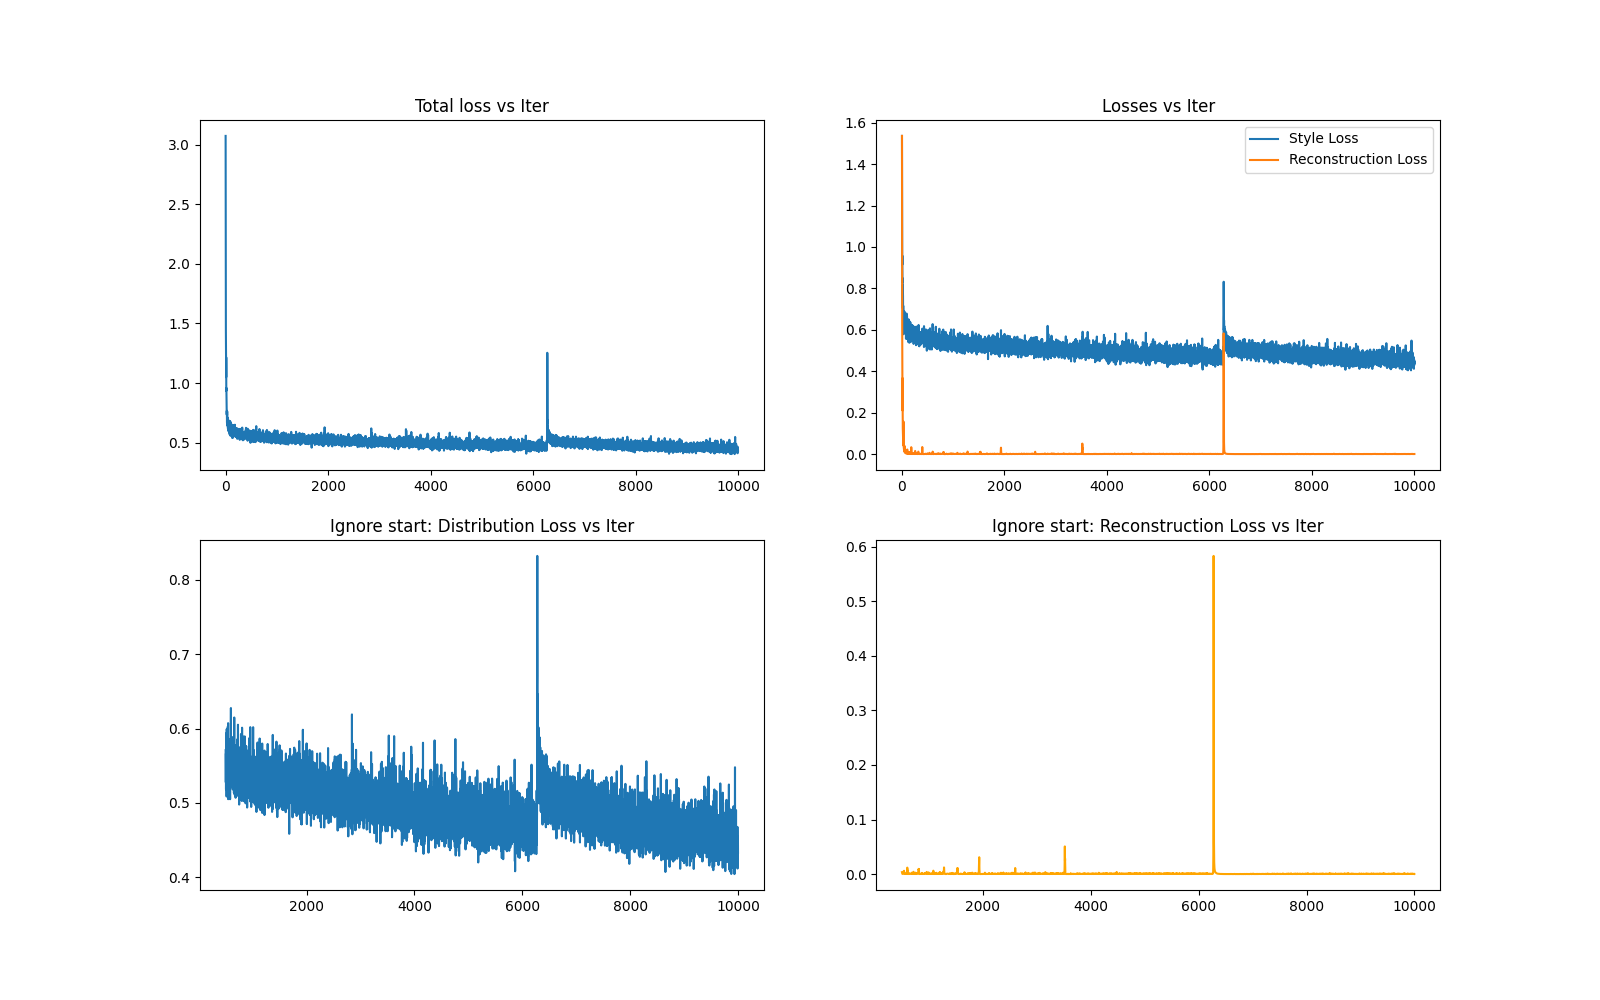 Total loss vs Iter
3.0
2.5
2.0
1.5
1.0
0.5
0 2000 4000 6000 8000 10000
Losses vs Iter
Style Loss
Reconstruction Loss
1.6
1.4
1.2
1.0
0.8
0.6
0.4
0.2
0.0
0 2000 4000 6000 8000 10000
Ignore start: Distribution Loss vs Iter
0.8
0.7
0.6
0.5
0.4
2000 4000 6000 8000 10000
Ignore start: Reconstruction Loss vs Iter
0.6
0.5
0.4
0.3
0.2
0.1
0.0
2000 4000 6000 8000 10000